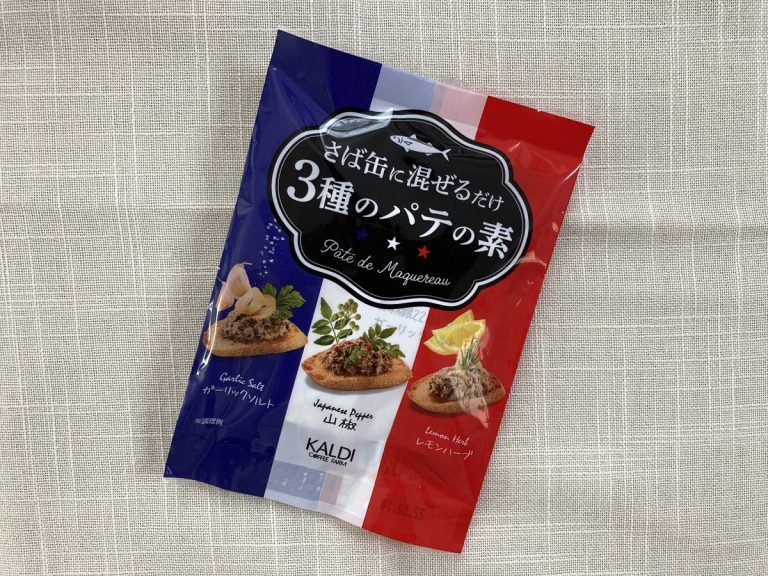 さば缶に混ぜるだけ
3種のパテの素
Pâté de Maquereau
Garlic Salt
ガーリックソルト
※調理例
Japanese Pepper
山椒
KALDI
COFFEE FARM
Lemon Herb
レモンハーブ